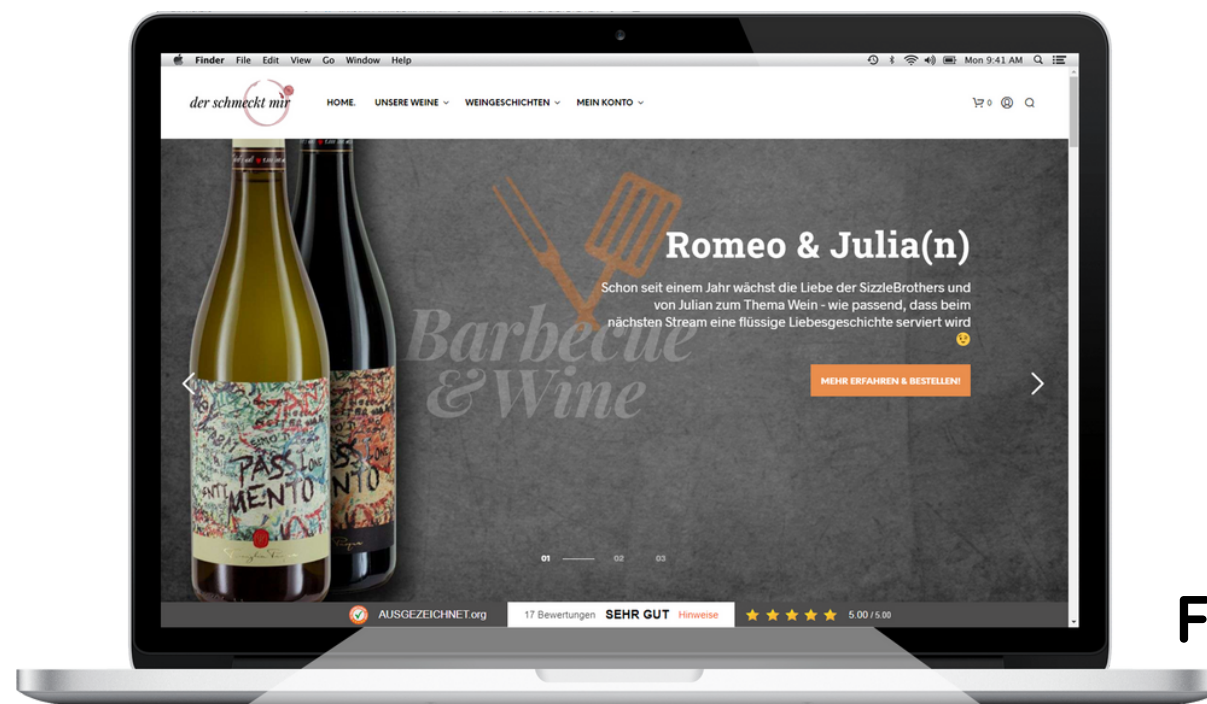 Finder File Edit View Go Window Help
Mon 9:41 AM
der schmeckt mir
HOME. UNSERE WEINE WEINGESCHICHTEN MEIN KONTO
0
Romeo & Julia(n)
Schon seit einem Jahr wächst die Liebe der SizzleBrothers und
von Julian zum Thema Wein - wie passend, dass beim
nächsten Stream eine flüssige Liebesgeschichte serviert wird
😉
Barbecue
& Wine
MEHR ERFAHREN & BESTELLEN!
PASSIONE
MENTO
01 02 03
AUSGEZEICHNET.org 17 Bewertungen SEHR GUT Hinweise 5.00 / 5.00
F